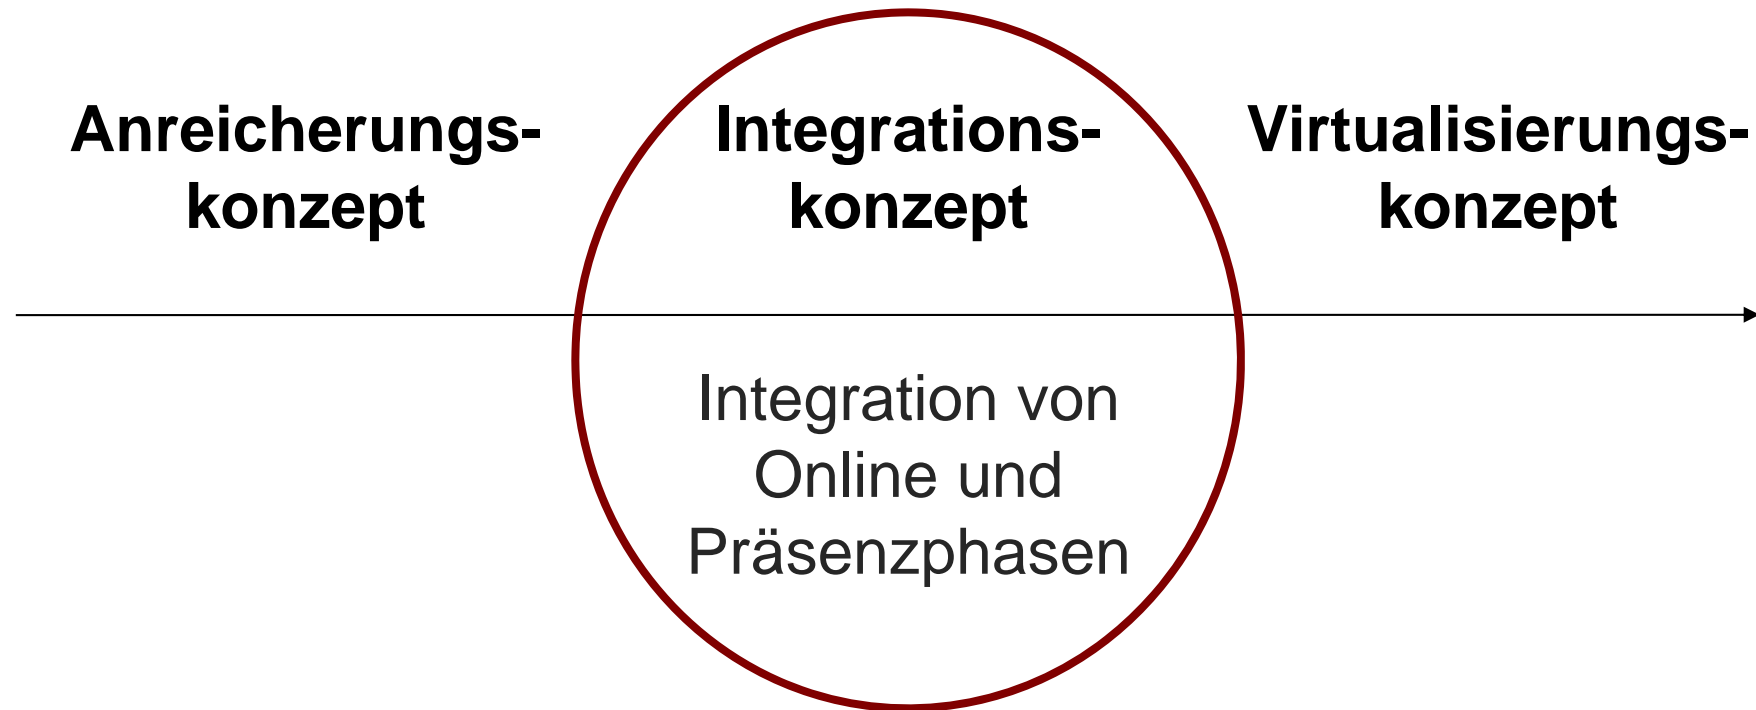 Anreicherungs-
konzept
Integrations-
konzept
Virtualisierungs-
konzept
Integration von
Online und
Präsenzphasen